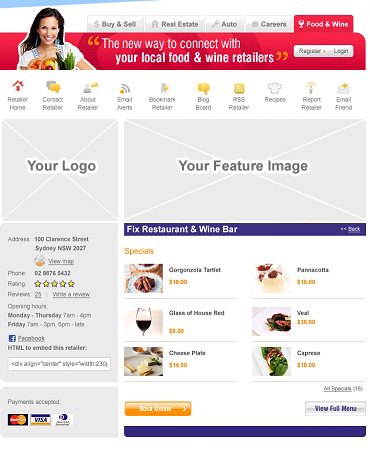 Buy & Sell
Real Estate
Auto
Careers
Food & Wine
"The new way to connect with
your local food & wine retailers"
Register
Login
Retailer Home
Contact Retailer
About Retailer
Email Alerts
Bookmark Retailer
Blog Board
RSS Retailer
Recipes
Report Retailer
Email Friend
Your Logo
Your Feature Image
Address: 100 Clarence Street
Sydney NSW 2027
View map
Phone: 02 9876 5432
Rating:
Reviews: 25 | Write a review
Opening hours:
Monday - Thursday 7am - 4pm
Friday 7am - 3pm, 6pm - late
Facebook
HTML to embed this retailer:
<div align="center" style="width:230p
Payments accepted:
VISA
Fix Restaurant & Wine Bar
<< Back
Specials
Gorgonzola Tartlet
$10.00
Pannacotta
$15.00
Glass of House Red
$8.00
Veal
$38.00
Cheese Plate
$14.50
Caprese
$10.00
All Specials (16)
Book Online
View Full Menu